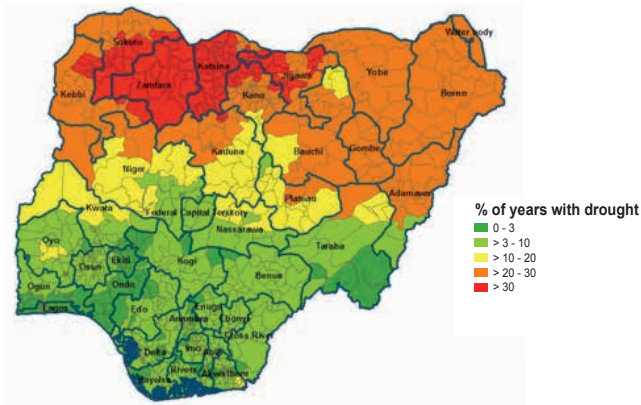 Water body
Sokoto
Katsina
Jigawa
Yobe
Zamfara
Kano
Borno
Kebbi
Kaduna
Bauchi
Gombe
Niger
Adamawa
Plateau
Kwara
Federal Capital Territory
Nassarawa
Oyo
Taraba
Ekiti
Kogi
Osun
Benue
Ogun
Ondo
Lagos
Edo
Enugu
Anambra
Ebonyi
Cross River
Delta
Imo
Abia
Rivers
Akwa Ibom
Bayelsa
% of years with drought
0 - 3
> 3 - 10
> 10 - 20
> 20 - 30
> 30